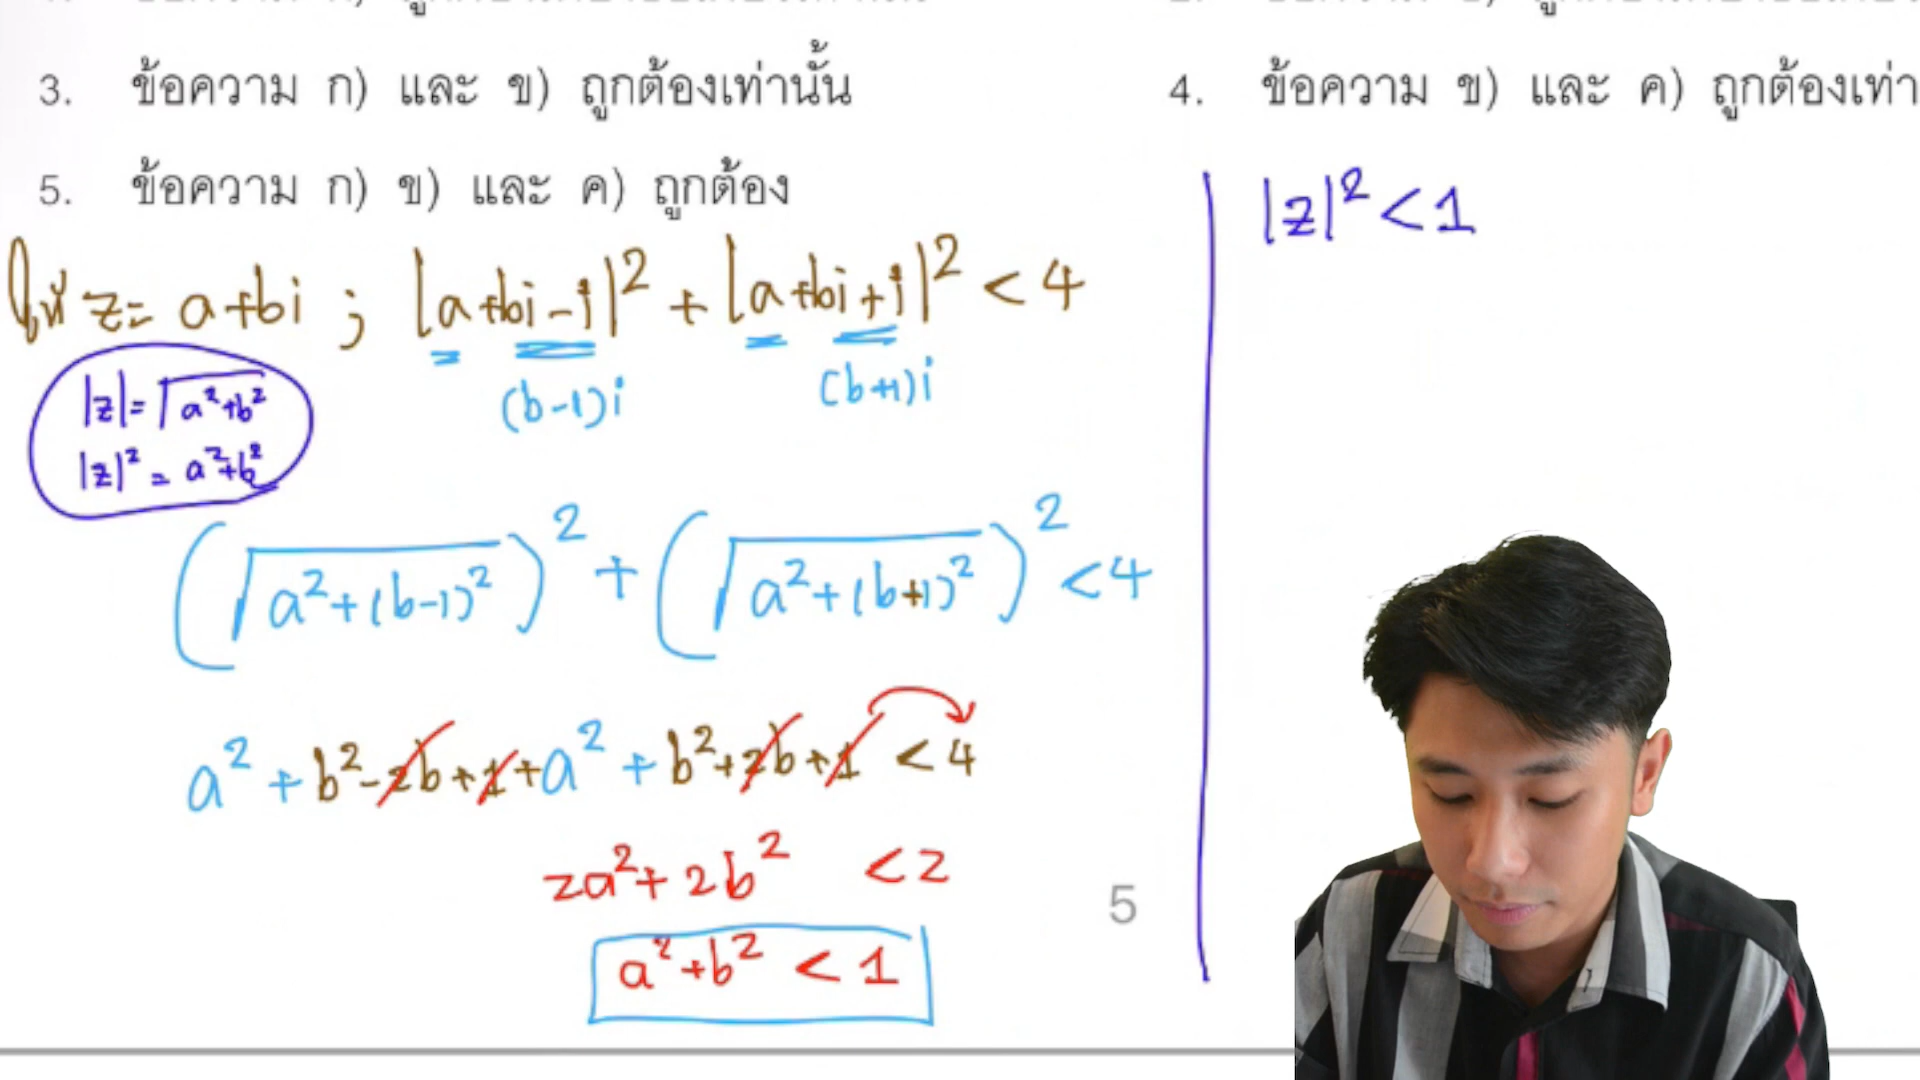 3. ข้อความ ก) และ ข) ถูกต้องเท่านั้น
4. ข้อความ ข) และ ค) ถูกต้องเท่า
5. ข้อความ ก) ข) และ ค) ถูกต้อง
ให้ z = a+bi ; |a+bi-i|² + |a+bi+i|² < 4
(b-1)i (b+1)i
|z| = √a²+b²
|z|² = a²+b²
(√a²+(b-1)²)² + (√a²+(b+1)²)² < 4
a² + b²-2b+1+a² + b²+2b+1 < 4
2a²+2b² < 2
a²+b² < 1
5
|z|² < 1